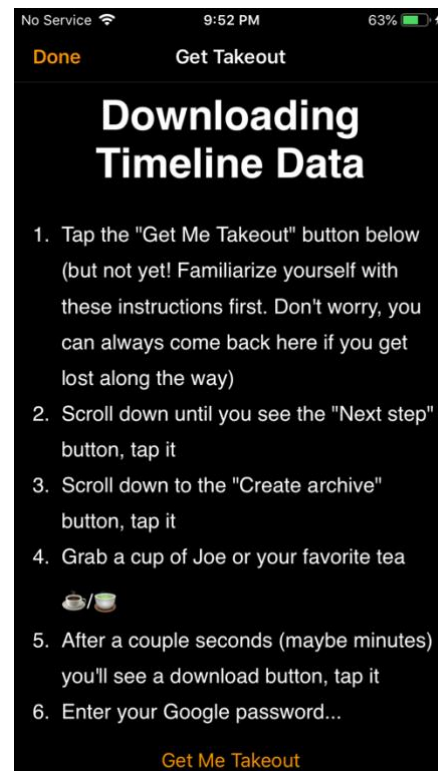 No Service 9:52 PM 63%
Done Get Takeout
Downloading
Timeline Data
1. Tap the "Get Me Takeout" button below
(but not yet! Familiarize yourself with
these instructions first. Don't worry, you
can always come back here if you get
lost along the way)
2. Scroll down until you see the "Next step"
button, tap it
3. Scroll down to the "Create archive"
button, tap it
4. Grab a cup of Joe or your favorite tea
☕/🍵
5. After a couple seconds (maybe minutes)
you'll see a download button, tap it
6. Enter your Google password...
Get Me Takeout